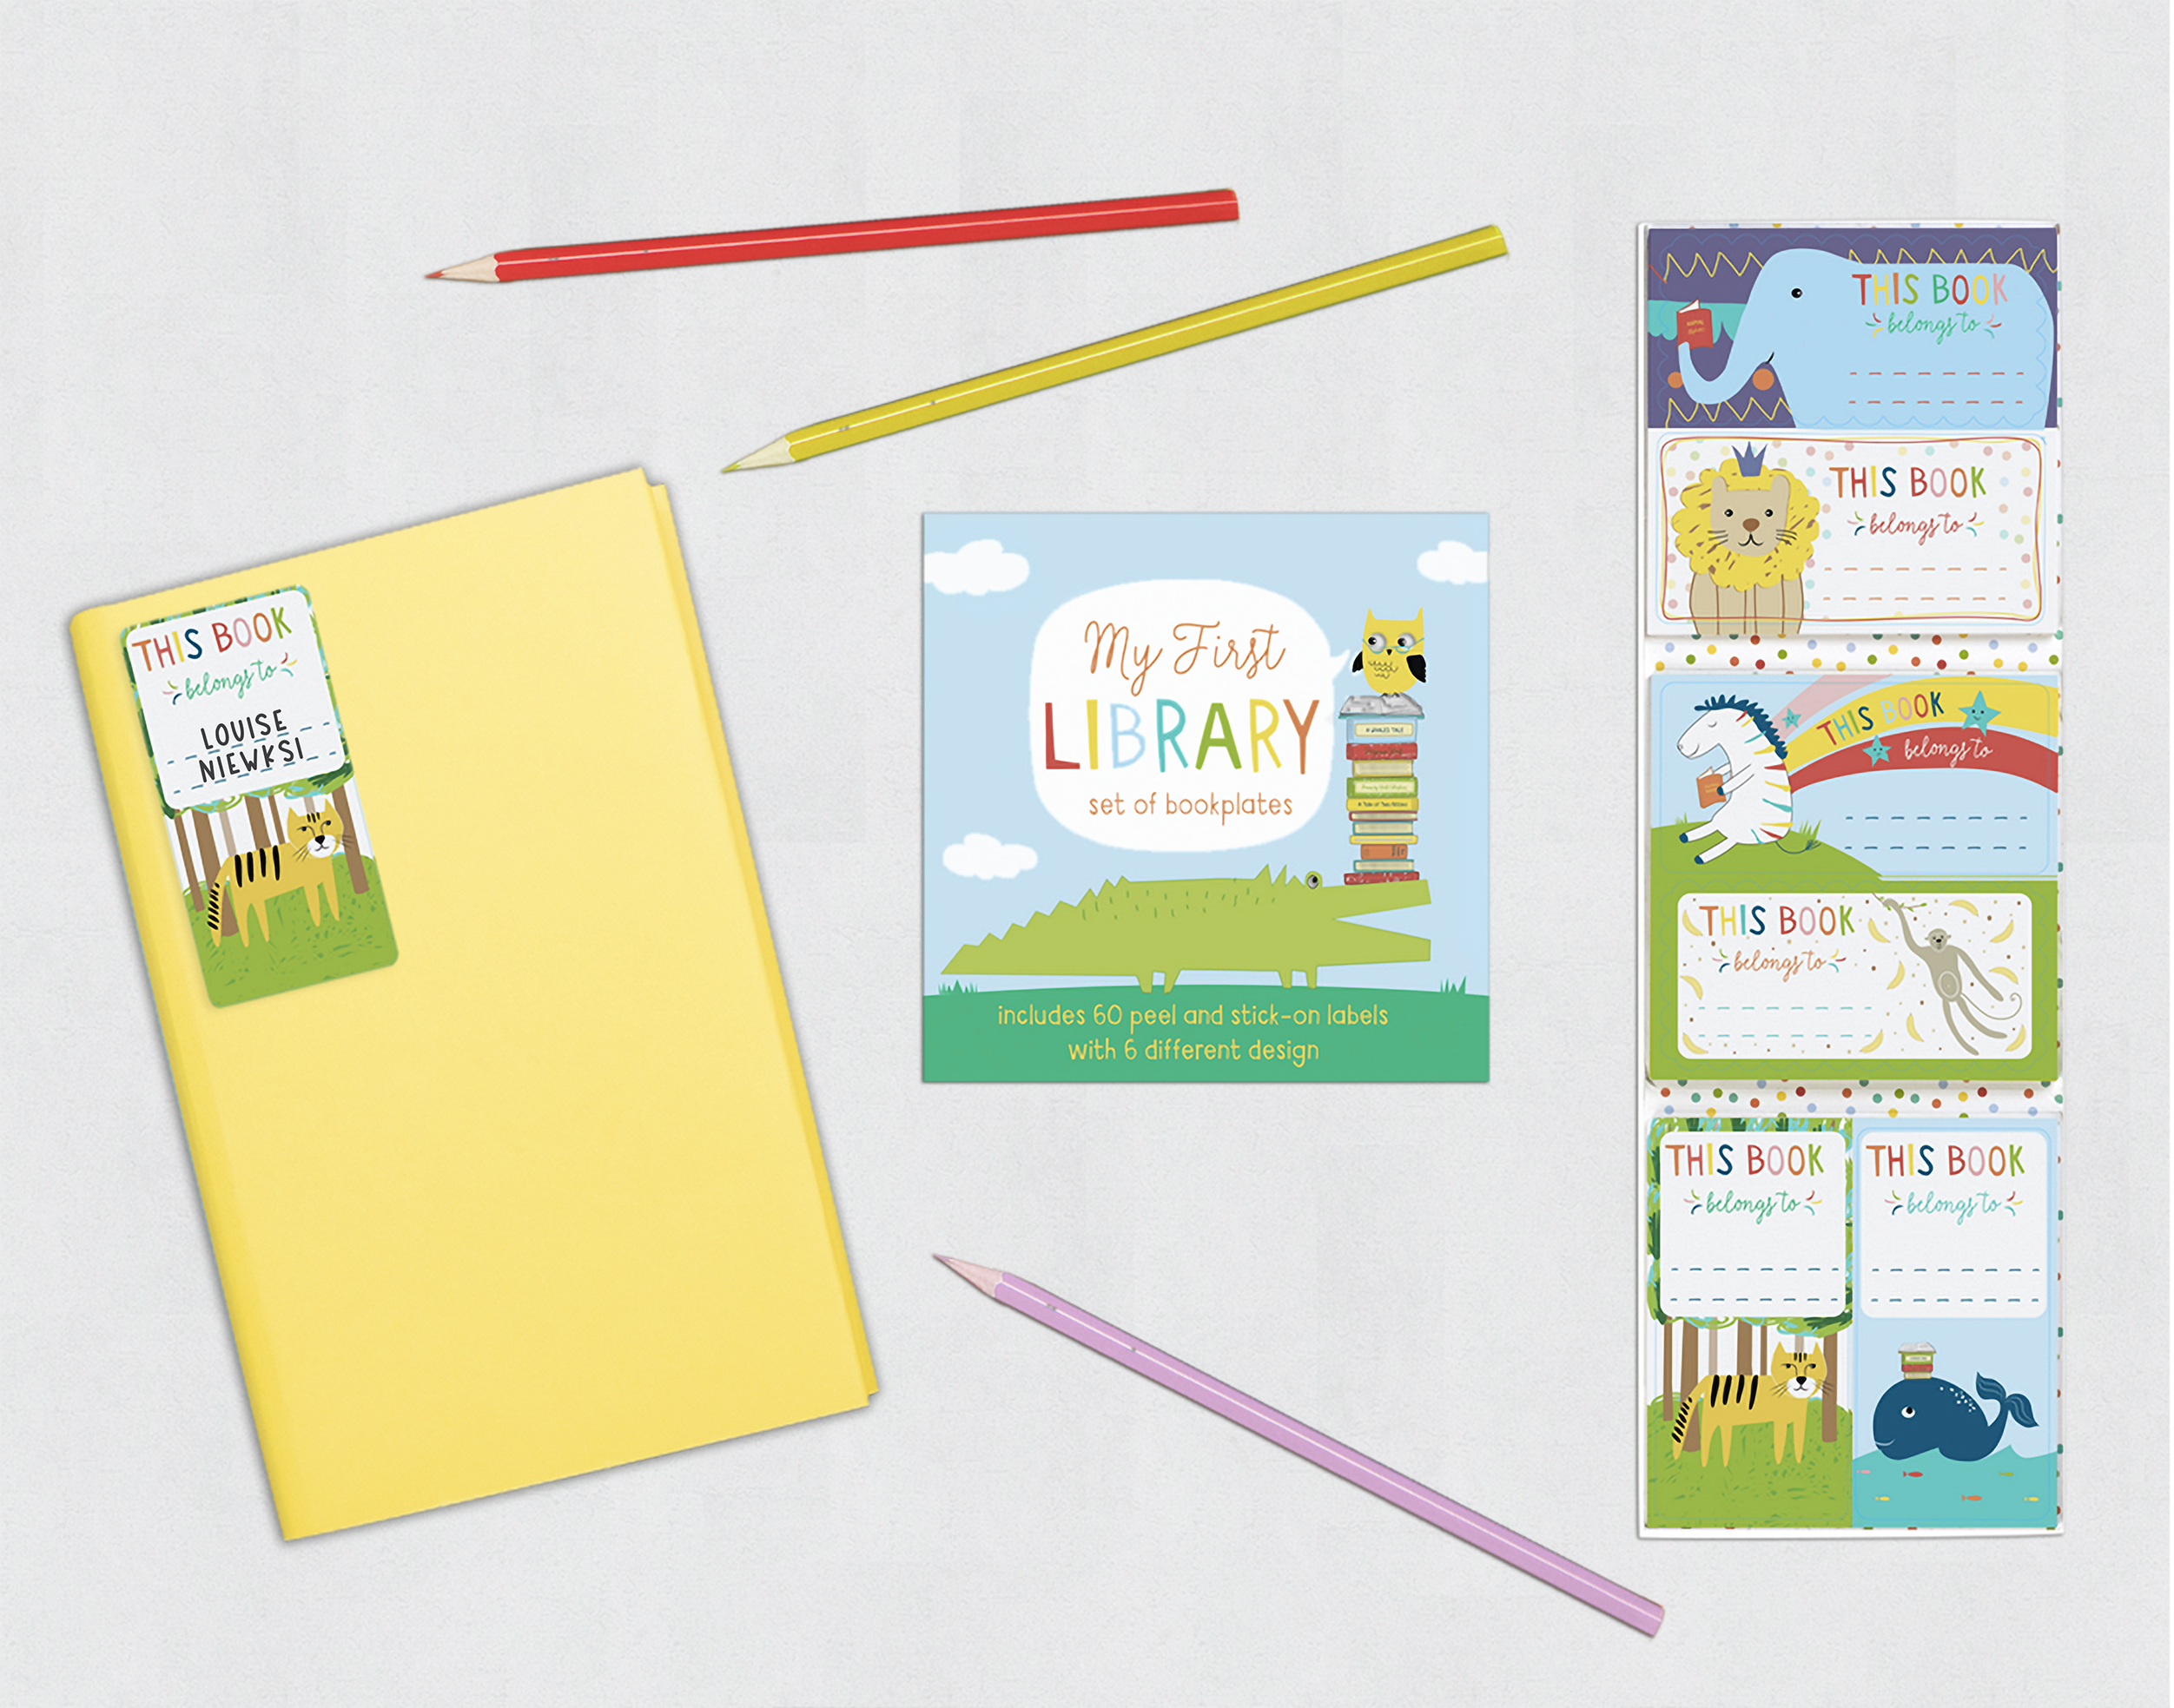 THIS BOOK
belongs to
LOUISE
NIEWKSI
My First
LIBRARY
set of bookplates
A WHALE'S TALE
includes 60 peel and stick-on labels
with 6 different design
THIS BOOK
belongs to
THIS BOOK
belongs to
THIS BOOK
belongs to
THIS BOOK
belongs to
THIS BOOK
belongs to
THIS BOOK
belongs to